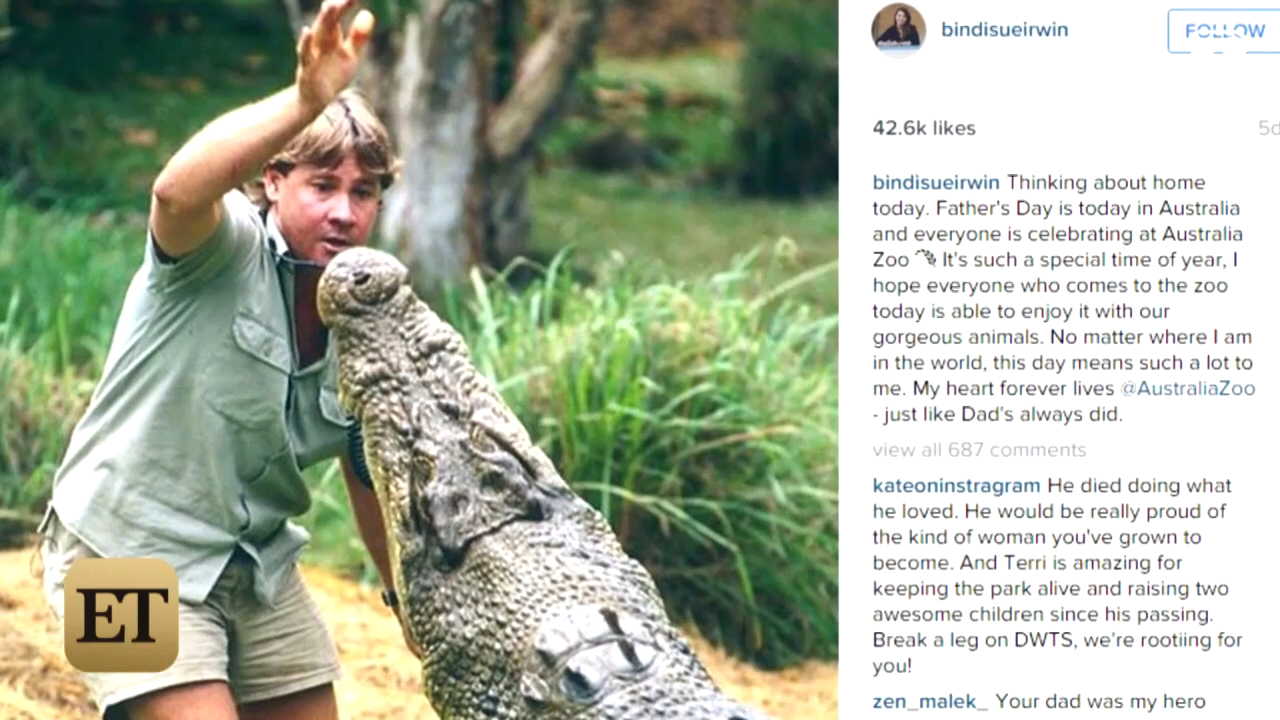 bindisueirwin
FOLLOW
42.6k likes
5d
bindisueirwin Thinking about home
today. Father's Day is today in Australia
and everyone is celebrating at Australia
Zoo It's such a special time of year, I
hope everyone who comes to the zoo
today is able to enjoy it with our
gorgeous animals. No matter where I am
in the world, this day means such a lot to
me. My heart forever lives @AustraliaZoo
- just like Dad's always did.
view all 687 comments
kateoninstragram He died doing what
he loved. He would be really proud of
the kind of woman you've grown to
become. And Terri is amazing for
keeping the park alive and raising two
awesome children since his passing.
Break a leg on DWTS, we're rootiing for
you!
zen_malek_ Your dad was my hero
ET